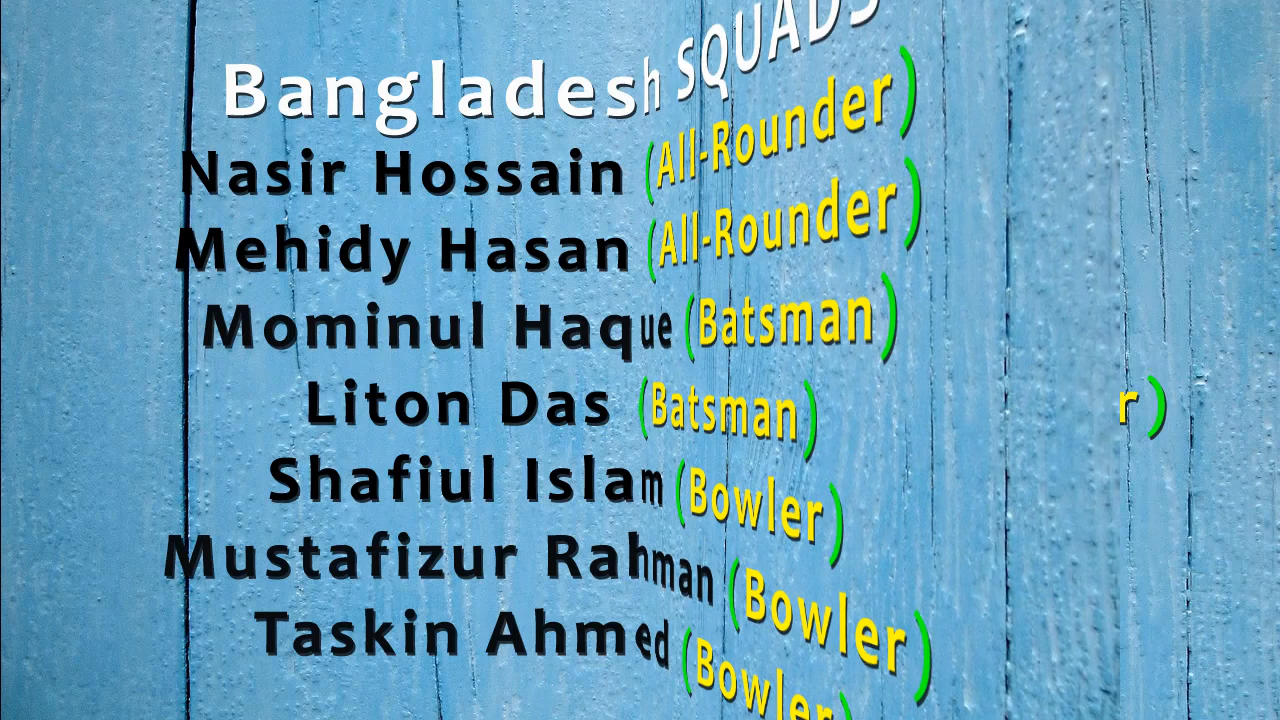 Bangladesh SQUADS
Nasir Hossain (All-Rounder)
Mehidy Hasan (All-Rounder)
Mominul Haque (Batsman)
Liton Das (Batsman)
r)
Shafiul Islam (Bowler)
Mustafizur Rahman (Bowler)
Taskin Ahmed (Bowler)